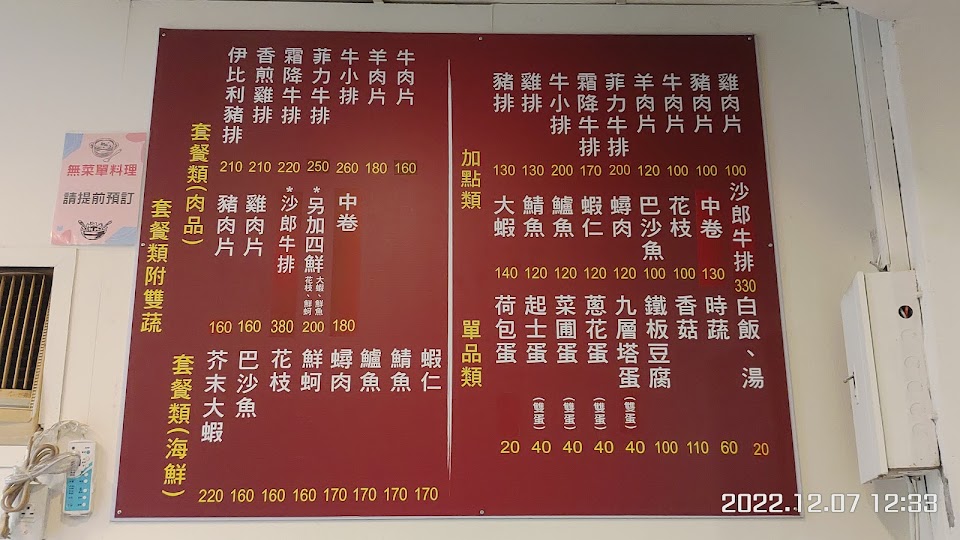 無菜單料理
請提前預訂
套餐類附雙蔬
套餐類(肉品)
伊比利豬排 210
香煎雞排 210
霜降牛排 220
菲力牛排 250
牛小排 260
羊肉片 180
牛肉片 160
豬肉片 160
雞肉片 160
*沙郎牛排 380
*另加四鮮 大蝦、鮮魚 花枝、鮮蚵 200
中卷 180
套餐類(海鮮)
芥末大蝦 220
巴沙魚 160
花枝 160
鮮蚵 160
蟳肉 170
鱸魚 170
鯖魚 170
蝦仁 170
加點類
豬排 130
雞排 130
牛小排 200
霜降牛排 170
菲力牛排 200
羊肉片 120
牛肉片 100
豬肉片 100
雞肉片 100
大蝦 140
鯖魚 120
鱸魚 120
蝦仁 120
蟳肉 120
巴沙魚 100
花枝 100
中卷 130
沙郎牛排 330
單品類
荷包蛋 20
起士蛋 (雙蛋) 40
菜圃蛋 (雙蛋) 40
蔥花蛋 (雙蛋) 40
九層塔蛋 (雙蛋) 40
鐵板豆腐 100
香菇 110
時蔬 60
白飯、湯 20
2022.12.07 12:33